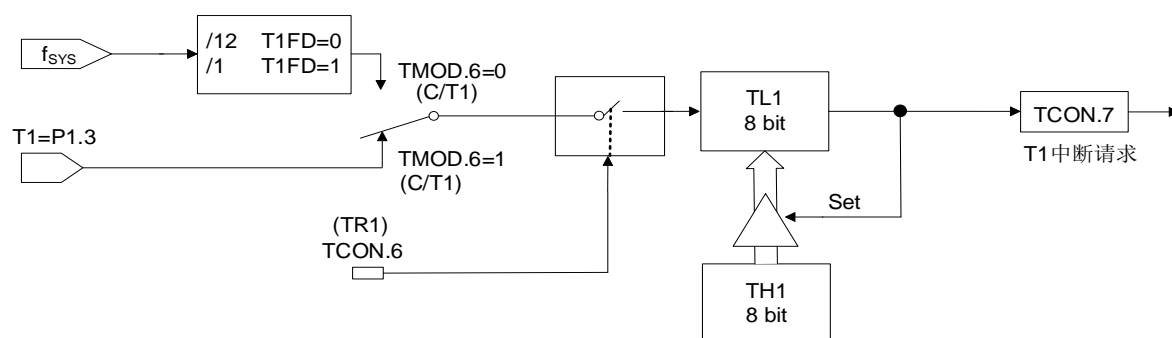 fSYS
/12 T1FD=0
/1 T1FD=1
TMOD.6=0
(C/T1)
T1=P1.3
TMOD.6=1
(C/T1)
(TR1)
TCON.6
TL1
8 bit
TCON.7
T1中断请求
Set
TH1
8 bit